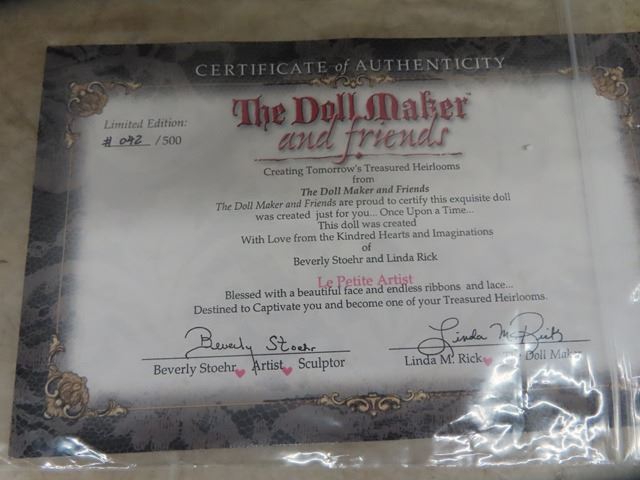 CERTIFICATE of AUTHENTICITY
Limited Edition:
# 042 /500
The Doll Maker™
and friends
Creating Tomorrow's Treasured Heirlooms
from
The Doll Maker and Friends
The Doll Maker and Friends are proud to certify this exquisite doll
was created just for you... Once Upon a Time...
This doll was created
With Love from the Kindred Hearts and Imaginations
of
Beverly Stoehr and Linda Rick
Le Petite Artist
Blessed with a beautiful face and endless ribbons and lace...
Destined to Captivate you and become one of your Treasured Heirlooms.
Beverly Stoehr Linda M Rick
Beverly Stoehr Artist Sculptor Linda M. Rick The Doll Maker